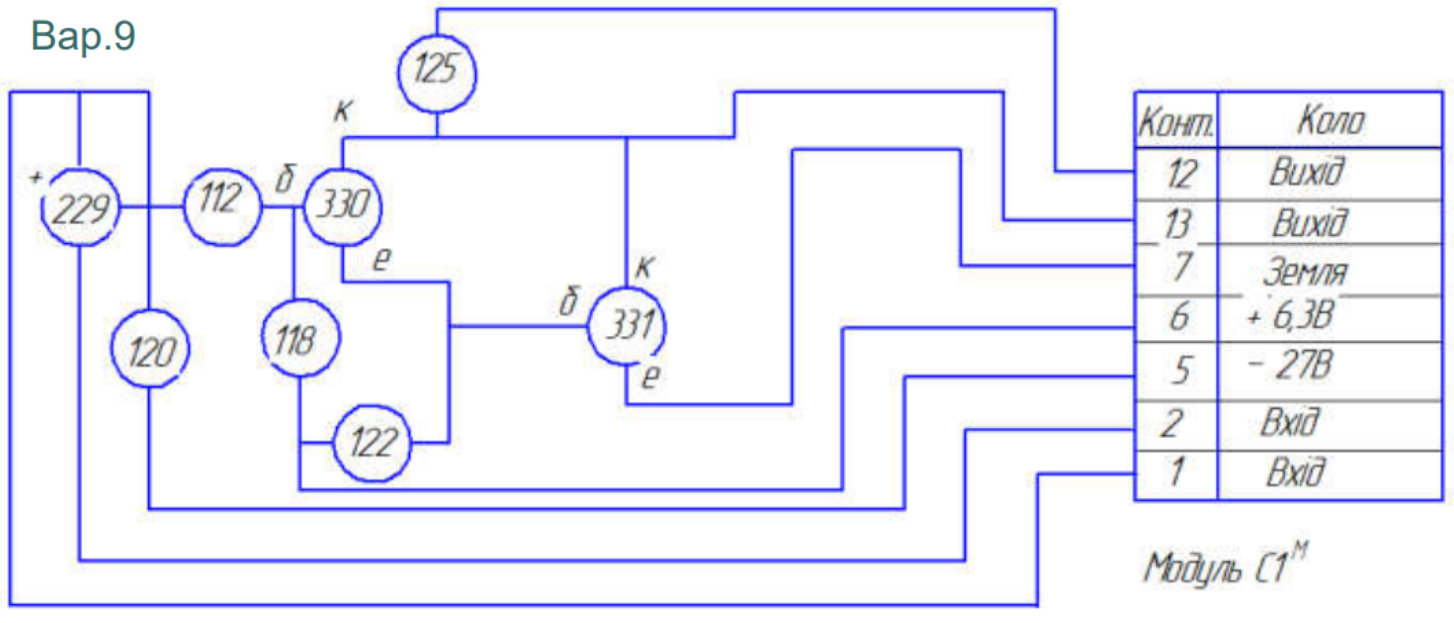 Вар.9
125
к
+
229
112
б
330
е
120
118
122
б
к
331
е
Конт. Коло
12 Вихід
13 Вихід
7 Земля
6 + 6,3В
5 - 27В
2 Вхід
1 Вхід
Модуль С1ᴹ